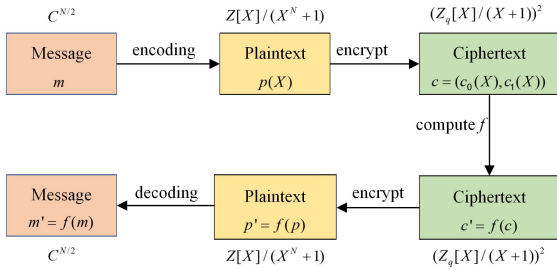 C^{N/2}
Z[X]/(X^N+1)
(Z_q[X]/(X+1))^2
Message
m
encoding
Plaintext
p(X)
encrypt
Ciphertext
c = (c_0(X), c_1(X))
compute f
Message
m' = f(m)
decoding
Plaintext
p' = f(p)
encrypt
Ciphertext
c' = f(c)
C^{N/2}
Z[X]/(X^N+1)
(Z_q[X]/(X+1))^2